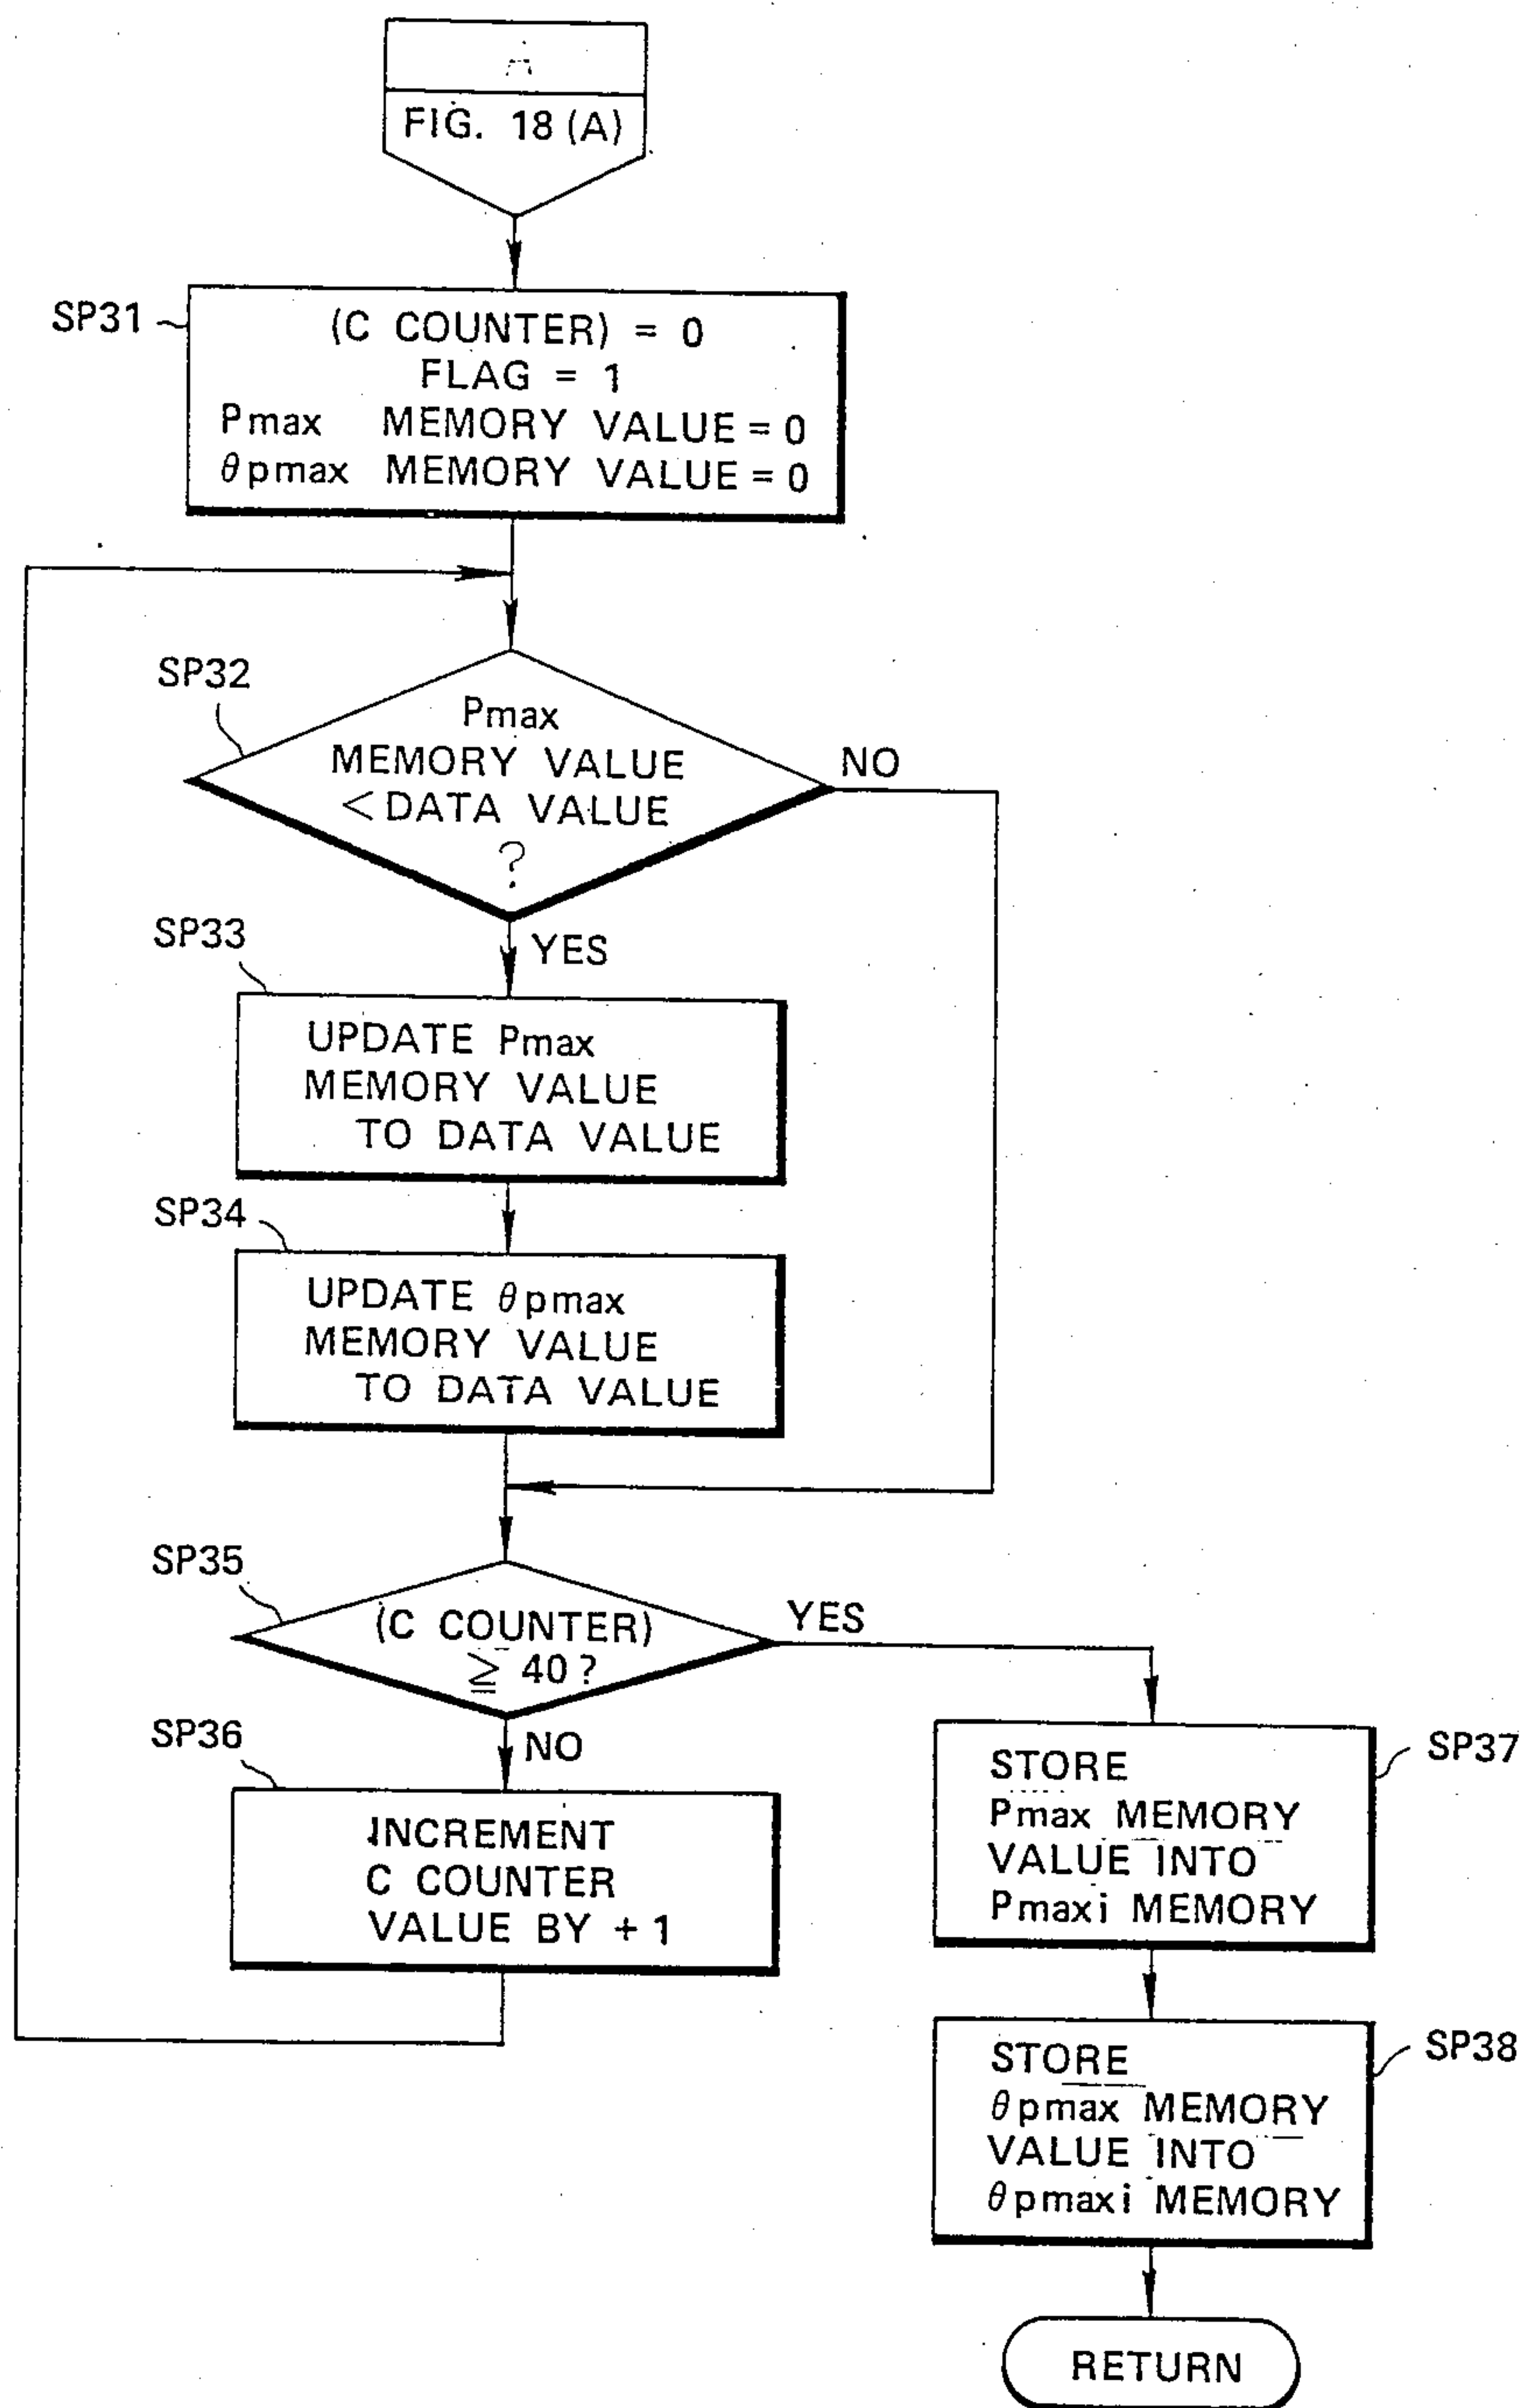 A
FIG. 18 (A)
SP31
(C COUNTER) = 0
FLAG = 1
Pmax MEMORY VALUE = 0
θpmax MEMORY VALUE = 0
SP32
Pmax
MEMORY VALUE
< DATA VALUE
?
NO
YES
SP33
UPDATE Pmax
MEMORY VALUE
TO DATA VALUE
SP34
UPDATE θpmax
MEMORY VALUE
TO DATA VALUE
SP35
(C COUNTER)
≧ 40?
YES
NO
SP36
INCREMENT
C COUNTER
VALUE BY + 1
SP37
STORE
Pmax MEMORY
VALUE INTO
Pmaxi MEMORY
SP38
STORE
θpmax MEMORY
VALUE INTO
θpmaxi MEMORY
RETURN